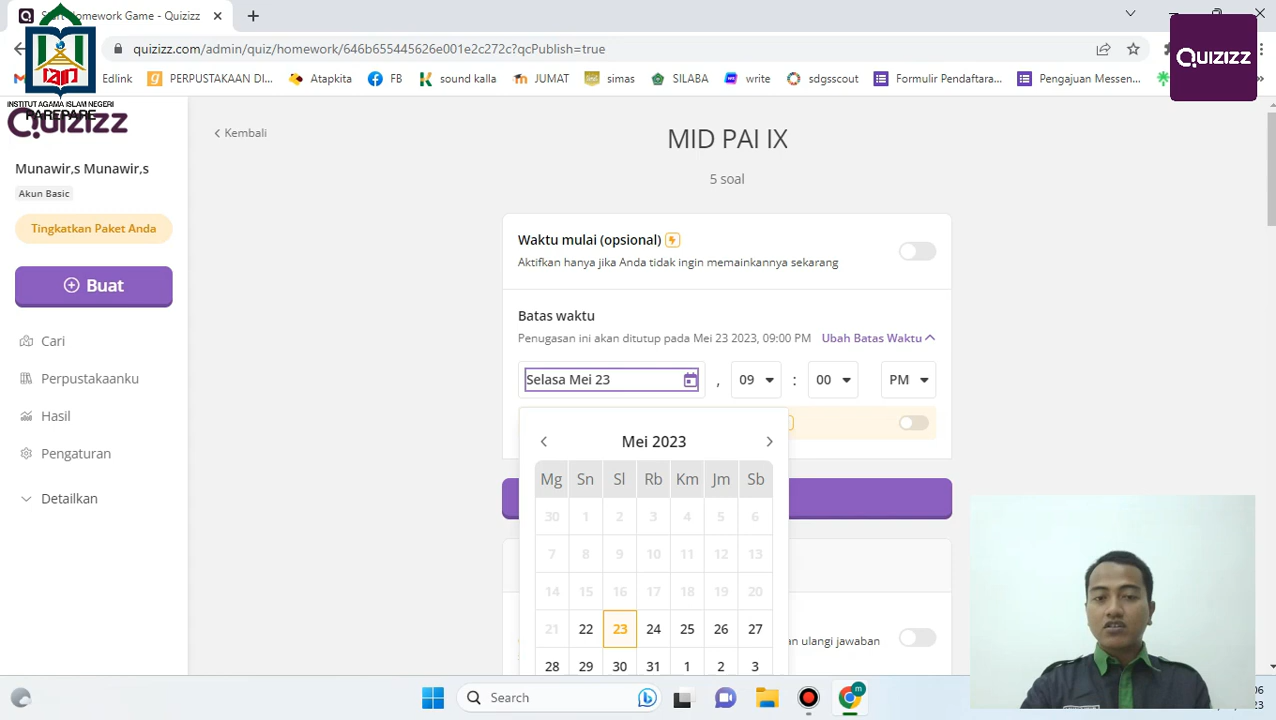 Start Homework Game - Quizizz
quizizz.com/admin/quiz/homework/646b655445626e001e2c272c?qcPublish=true
Edlink
PERPUSTAKAAN DI...
Atapkita
FB
sound kalla
JUMAT
simas
SILABA
write
sdgsscout
Formulir Pendaftara...
Pengajuan Messen...
QUIZIZZ
INSTITUT AGAMA ISLAM NEGERI
PAREPARE
Quizizz
Munawir,s Munawir,s
Akun Basic
Tingkatkan Paket Anda
Buat
Cari
Perpustakaanku
Hasil
Pengaturan
Detailkan
Kembali
MID PAI IX
5 soal
Waktu mulai (opsional)
Aktifkan hanya jika Anda tidak ingin memainkannya sekarang
Batas waktu
Penugasan ini akan ditutup pada Mei 23 2023, 09:00 PM Ubah Batas Waktu
Selasa Mei 23 , 09 : 00 PM
Mei 2023
Mg Sn Sl Rb Km Jm Sb
30 1 2 3 4 5 6
7 8 9 10 11 12 13
14 15 16 17 18 19 20
21 22 23 24 25 26 27
28 29 30 31 1 2 3
an ulangi jawaban
Search